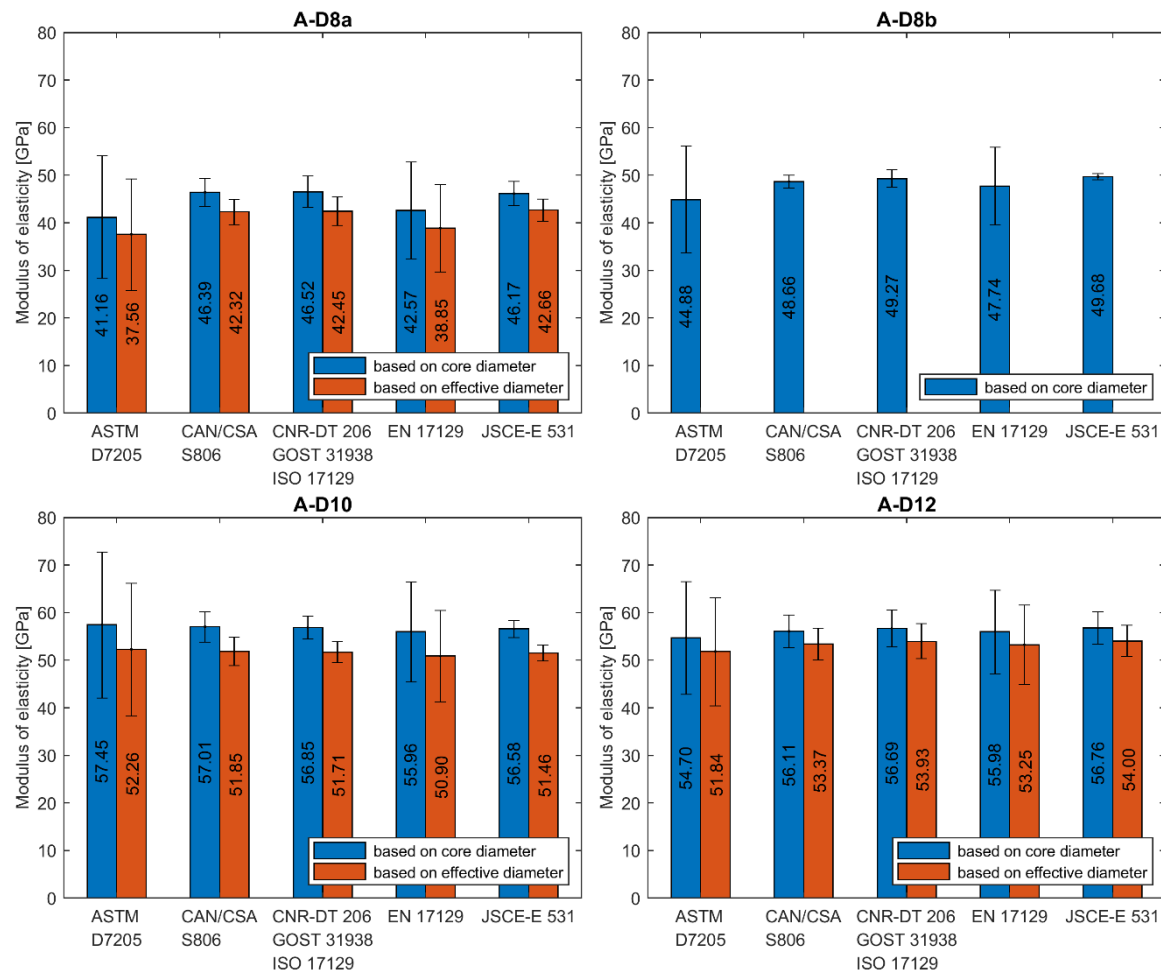 A-D8a
80
70
60
50
40
30
20
10
0
Modulus of elasticity [GPa]
41.16
37.56
46.39
42.32
46.52
42.45
42.57
38.85
46.17
42.66
based on core diameter
based on effective diameter
ASTM
D7205
CAN/CSA
S806
CNR-DT 206
GOST 31938
ISO 17129
EN 17129
JSCE-E 531
A-D8b
80
70
60
50
40
30
20
10
0
Modulus of elasticity [GPa]
44.88
48.66
49.27
47.74
49.68
based on core diameter
ASTM
D7205
CAN/CSA
S806
CNR-DT 206
GOST 31938
ISO 17129
EN 17129
JSCE-E 531
A-D10
80
70
60
50
40
30
20
10
0
Modulus of elasticity [GPa]
57.45
52.26
57.01
51.85
56.85
51.71
55.96
50.90
56.58
51.46
based on core diameter
based on effective diameter
ASTM
D7205
CAN/CSA
S806
CNR-DT 206
GOST 31938
ISO 17129
EN 17129
JSCE-E 531
A-D12
80
70
60
50
40
30
20
10
0
Modulus of elasticity [GPa]
54.70
51.84
56.11
53.37
56.69
53.93
55.98
53.25
56.76
54.00
based on core diameter
based on effective diameter
ASTM
D7205
CAN/CSA
S806
CNR-DT 206
GOST 31938
ISO 17129
EN 17129
JSCE-E 531